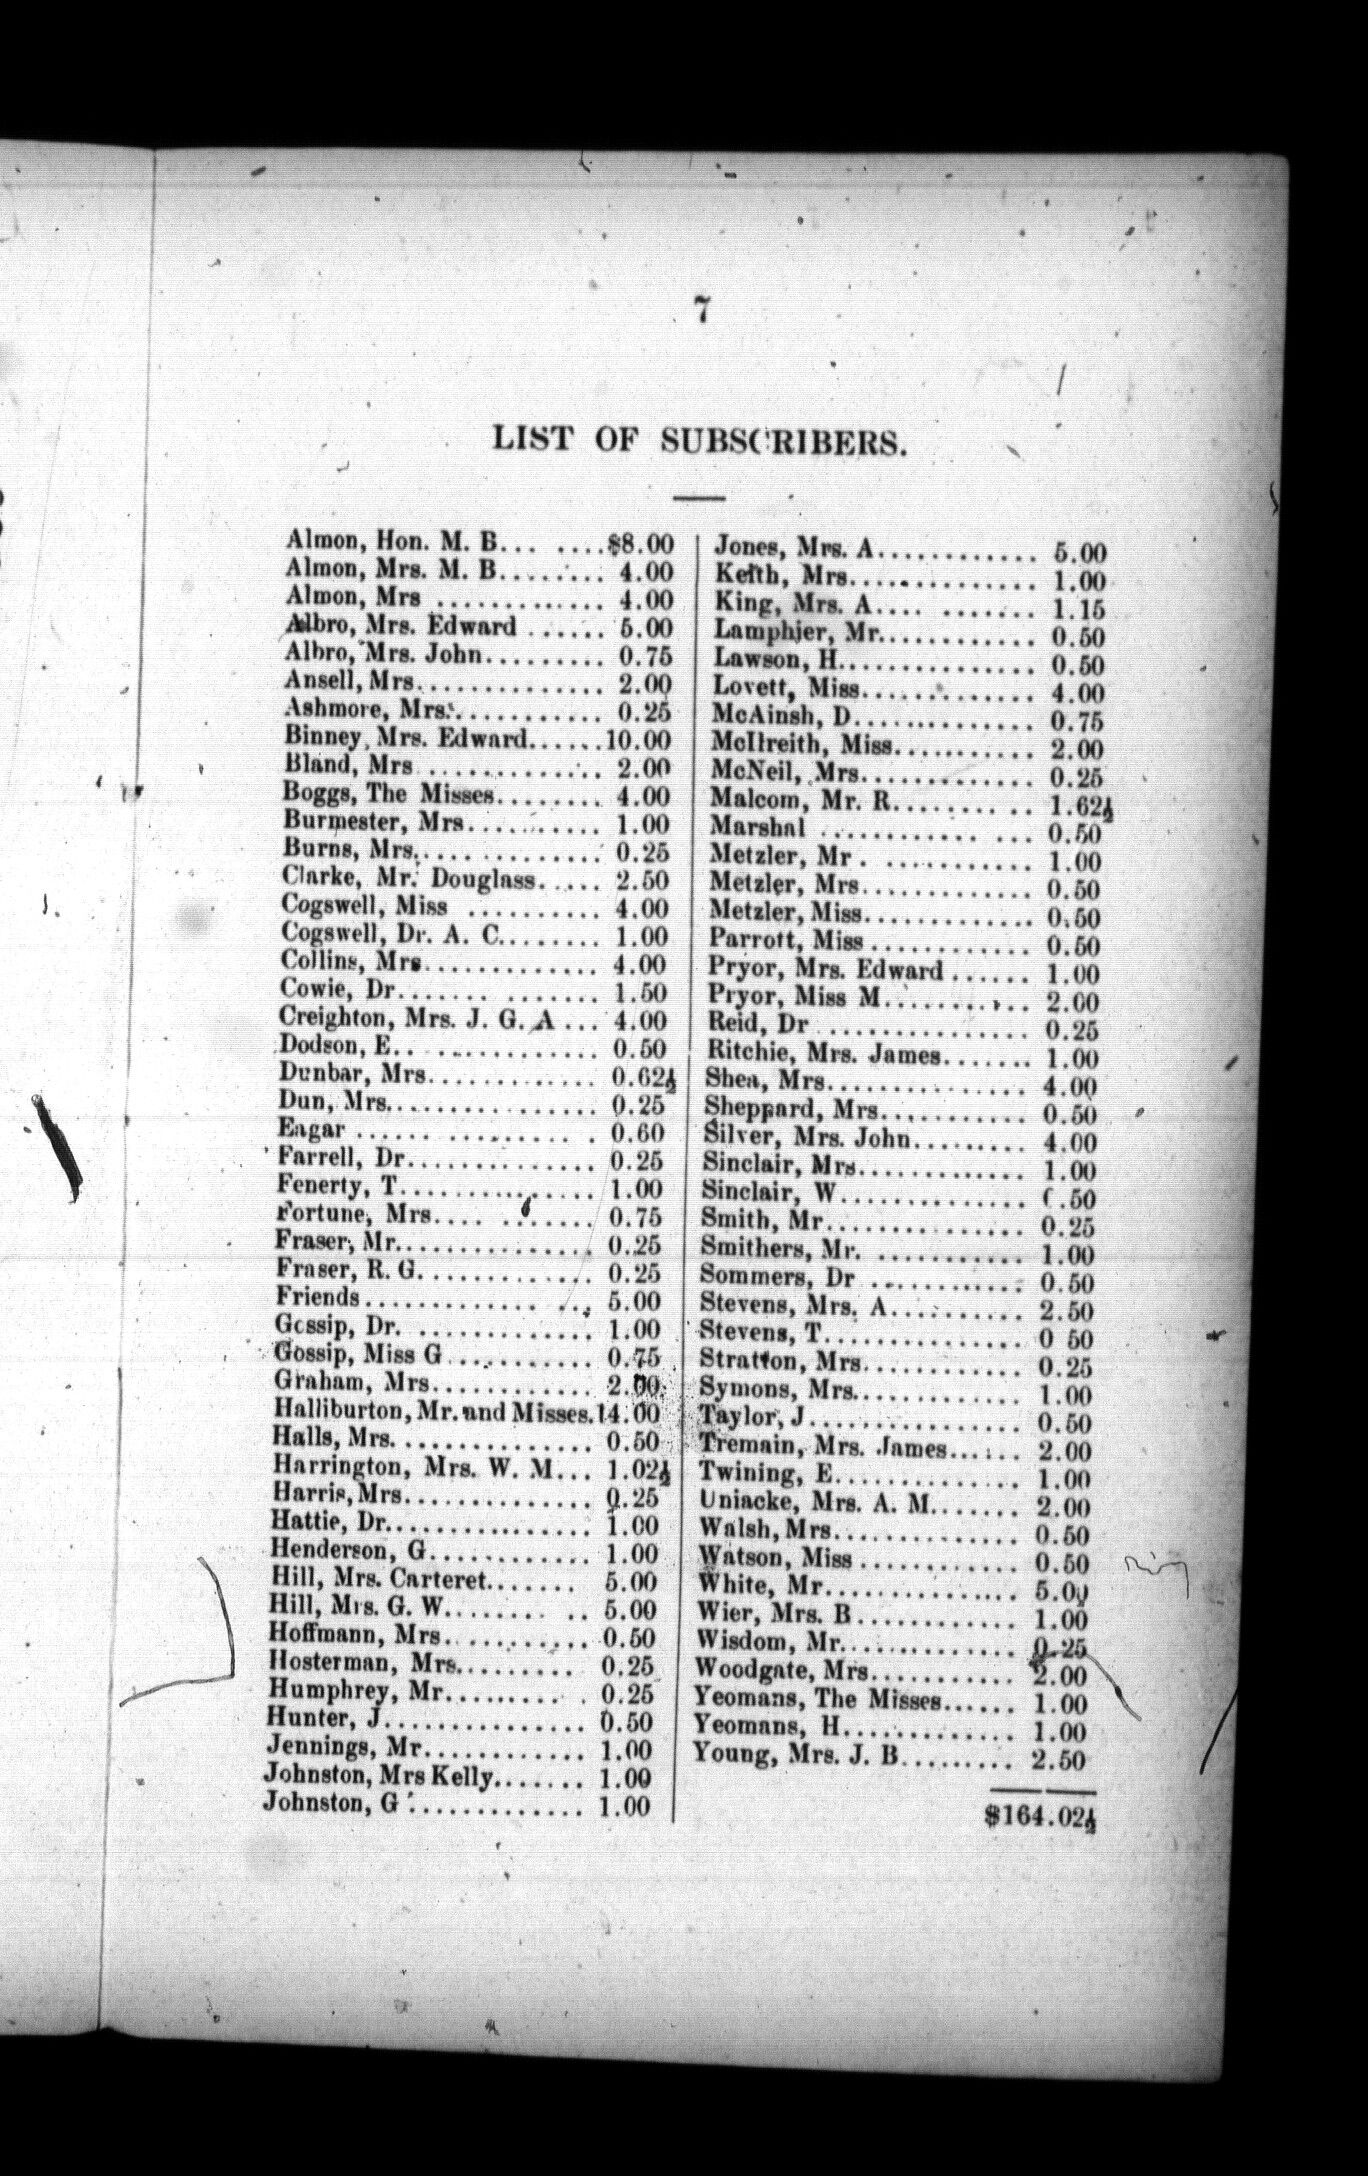 7
LIST OF SUBSCRIBERS.
Almon, Hon. M. B... ....$8.00
Almon, Mrs. M. B........ 4.00
Almon, Mrs ............ 4.00
Albro, Mrs. Edward ...... 5.00
Albro, Mrs. John......... 0.75
Ansell, Mrs.............. 2.00
Ashmore, Mrs............ 0.25
Binney, Mrs. Edward......10.00
Bland, Mrs ............. 2.00
Boggs, The Misses........ 4.00
Burmester, Mrs.......... 1.00
Burns, Mrs.............. 0.25
Clarke, Mr. Douglass..... 2.50
Cogswell, Miss .......... 4.00
Cogswell, Dr. A. C........ 1.00
Collins, Mrs............. 4.00
Cowie, Dr....... ....... 1.50
Creighton, Mrs. J. G. A ... 4.00
Dodson, E.. ............. 0.50
Dunbar, Mrs............. 0.62½
Dun, Mrs................ 0.25
Eagar ...... .......... . 0.60
Farrell, Dr.............. 0.25
Fenerty, T............... 1.00
Fortune, Mrs.... ....... 0.75
Fraser, Mr............... 0.25
Fraser, R. G............. 0.25
Friends............. ... 5.00
Gossip, Dr. ............. 1.00
Gossip, Miss G ........... 0.75
Graham, Mrs............. 2.00
Halliburton, Mr. and Misses.14.00
Halls, Mrs. .............. 0.50
Harrington, Mrs. W. M... 1.02½
Harris, Mrs.............. 0.25
Hattie, Dr............... 1.00
Henderson, G............ 1.00
Hill, Mrs. Carteret....... 5.00
Hill, Mrs. G. W........ .. 5.00
Hoffmann, Mrs........... 0.50
Hosterman, Mrs......... 0.25
Humphrey, Mr......... . 0.25
Hunter, J............... 0.50
Jennings, Mr............ 1.00
Johnston, Mrs Kelly....... 1.00
Johnston, G ............. 1.00
Jones, Mrs. A............ 5.00
Keith, Mrs.............. 1.00
King, Mrs. A.... ....... 1.15
Lamphier, Mr............ 0.50
Lawson, H............... 0.50
Lovett, Miss............. 4.00
McAinsh, D............. 0.75
McIlreith, Miss........... 2.00
McNeil, Mrs............. 0.25
Malcom, Mr. R......... .. 1.62½
Marshal ............ ... 0.50
Metzler, Mr . ........... 1.00
Metzler, Mrs............. 0.50
Metzler, Miss............. 0.50
Parrott, Miss ............ 0.50
Pryor, Mrs. Edward ...... 1.00
Pryor, Miss M........... 2.00
Reid, Dr ................ 0.25
Ritchie, Mrs. James....... 1.00
Shea, Mrs............... 4.00
Sheppard, Mrs........... 0.50
Silver, Mrs. John......... 4.00
Sinclair, Mrs............. 1.00
Sinclair, W.............. 0.50
Smith, Mr............... 0.25
Smithers, Mr. ........... 1.00
Sommers, Dr ............ 0.50
Stevens, Mrs. A.......... 2.50
Stevens, T............... 0 50
Stratton, Mrs............ 0.25
Symons, Mrs............. 1.00
Taylor, J................ 0.50
Tremain, Mrs. James...... 2.00
Twining, E.............. 1.00
Uniacke, Mrs. A. M....... 2.00
Walsh, Mrs.............. 0.50
Watson, Miss ............ 0.50
White, Mr............... 5.00
Wier, Mrs. B............ 1.00
Wisdom, Mr............. 0.25
Woodgate, Mrs.......... 2.00
Yeomans, The Misses...... 1.00
Yeomans, H............. 1.00
Young, Mrs. J. B......... 2.50
$164.02½